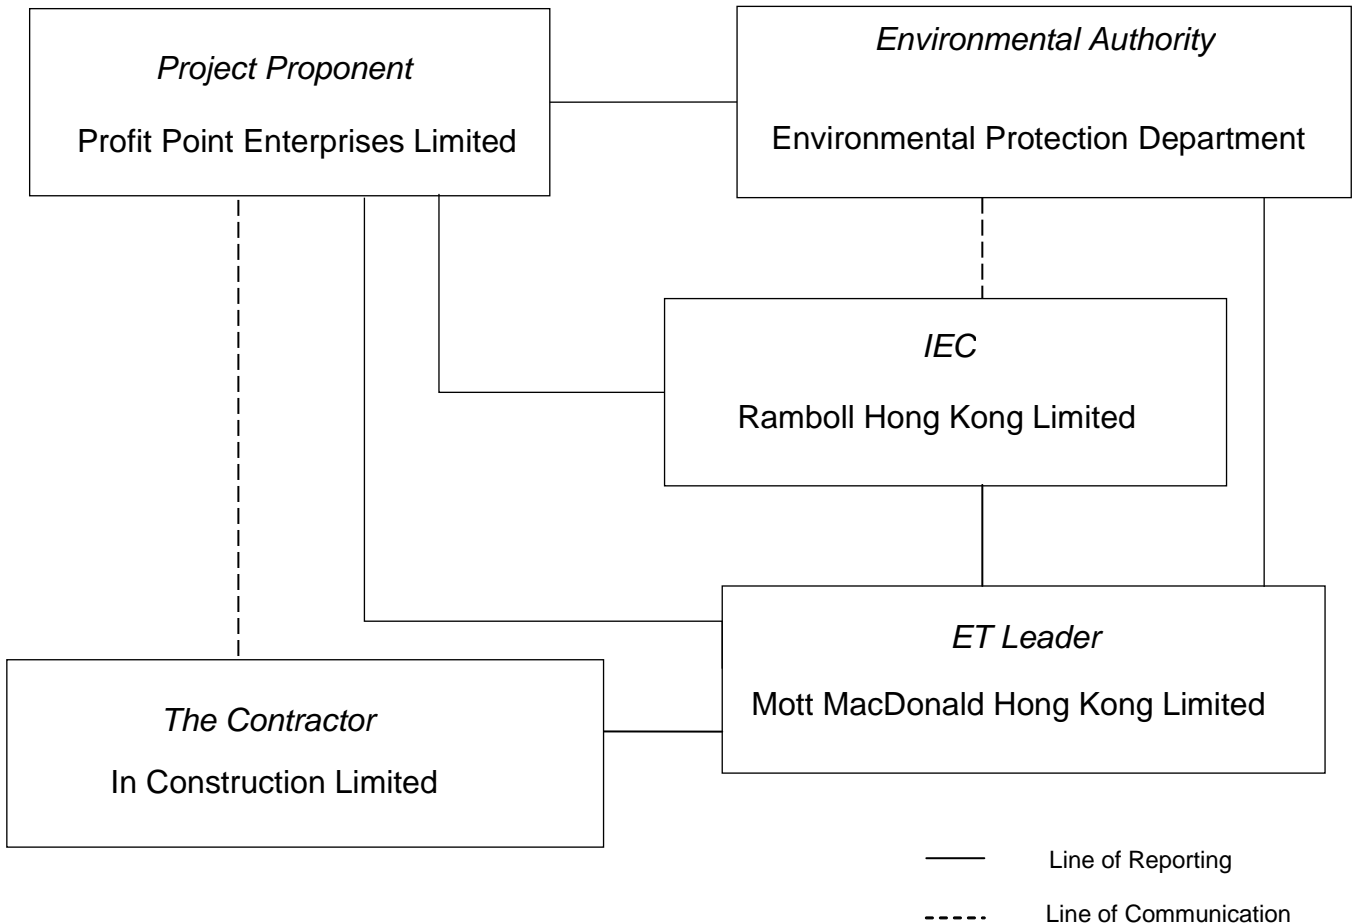 Project Proponent
Profit Point Enterprises Limited
Environmental Authority
Environmental Protection Department
IEC
Ramboll Hong Kong Limited
ET Leader
Mott MacDonald Hong Kong Limited
The Contractor
In Construction Limited
Line of Reporting
Line of Communication